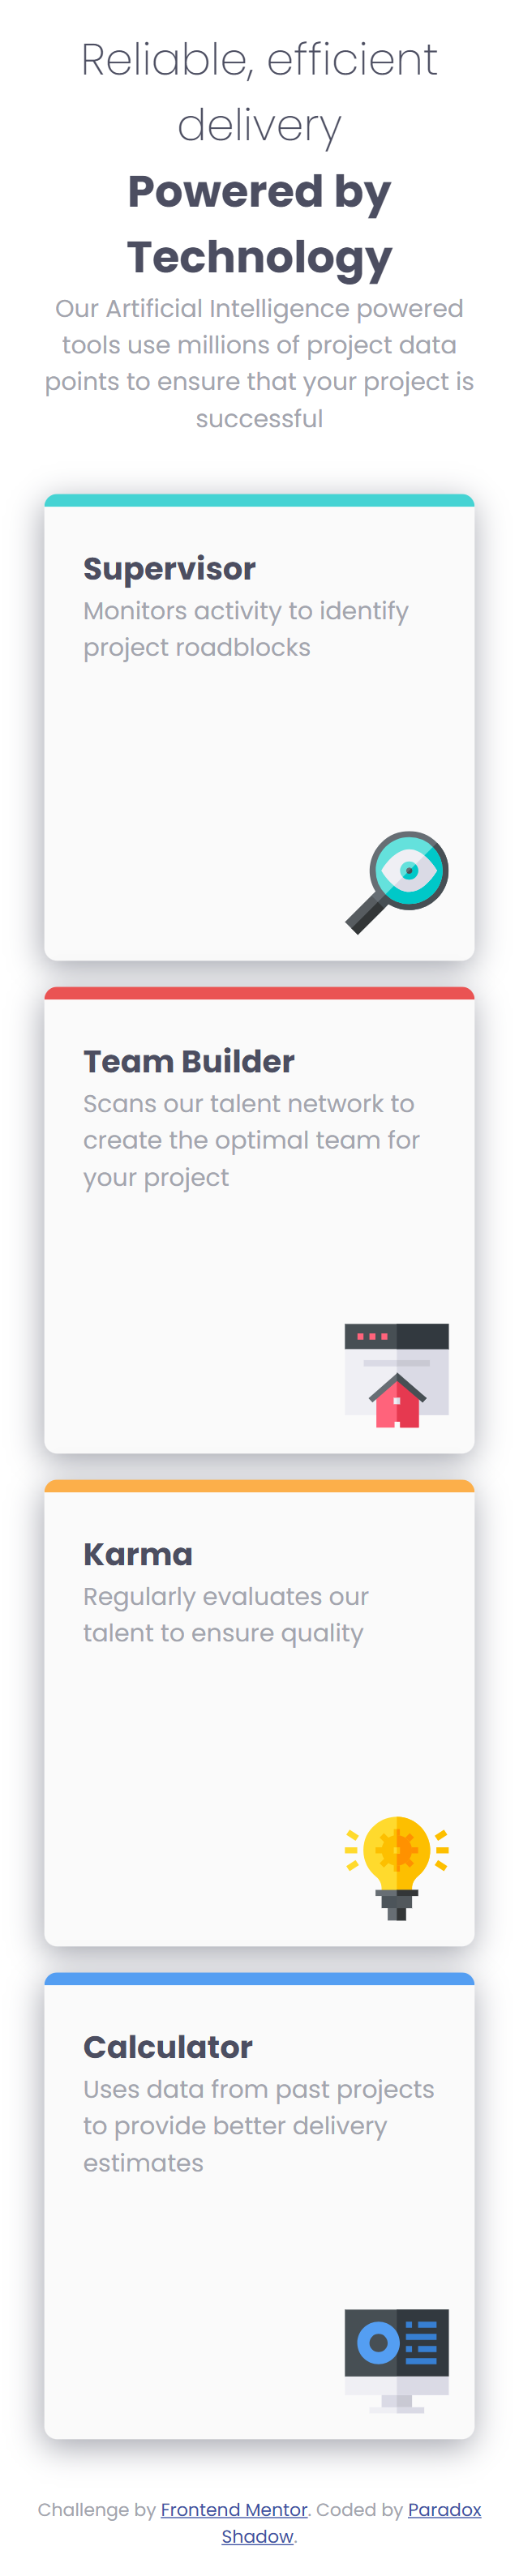 Reliable, efficient
delivery
Powered by
Technology
Our Artificial Intelligence powered
tools use millions of project data
points to ensure that your project is
successful
Supervisor
Monitors activity to identify
project roadblocks
Team Builder
Scans our talent network to
create the optimal team for
your project
Karma
Regularly evaluates our
talent to ensure quality
Calculator
Uses data from past projects
to provide better delivery
estimates
Challenge by Frontend Mentor. Coded by Paradox
Shadow.